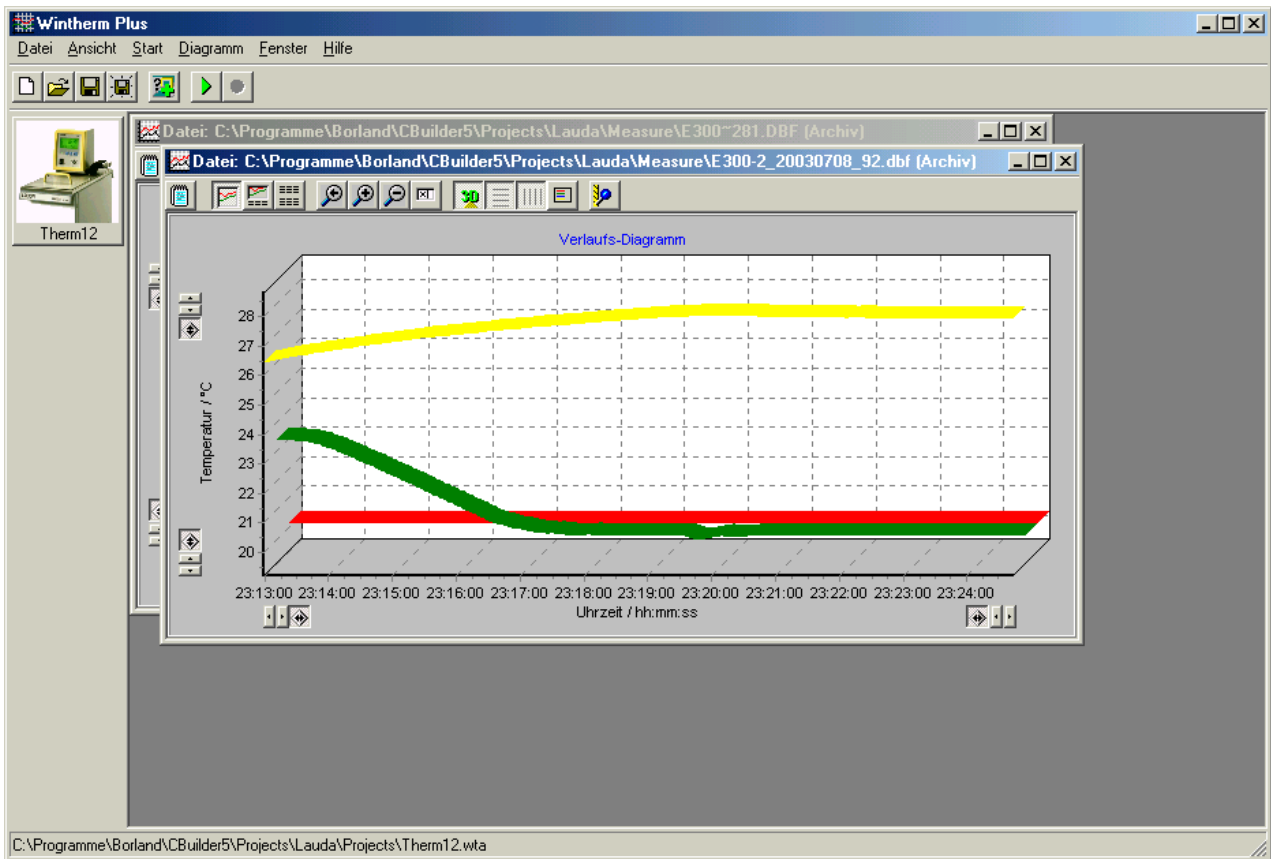 Wintherm Plus
Datei Ansicht Start Diagramm Fenster Hilfe
Therm12
Datei: C:\Programme\Borland\CBuilder5\Projects\Lauda\Measure\E300~281.DBF (Archiv)
Datei: C:\Programme\Borland\CBuilder5\Projects\Lauda\Measure\E300-2_20030708_92.dbf (Archiv)
3D
Verlaufs-Diagramm
Temperatur / °C
28
27
26
25
24
23
22
21
20
23:13:00 23:14:00 23:15:00 23:16:00 23:17:00 23:18:00 23:19:00 23:20:00 23:21:00 23:22:00 23:23:00 23:24:00
Uhrzeit / hh:mm:ss
C:\Programme\Borland\CBuilder5\Projects\Lauda\Projects\Therm12.wta